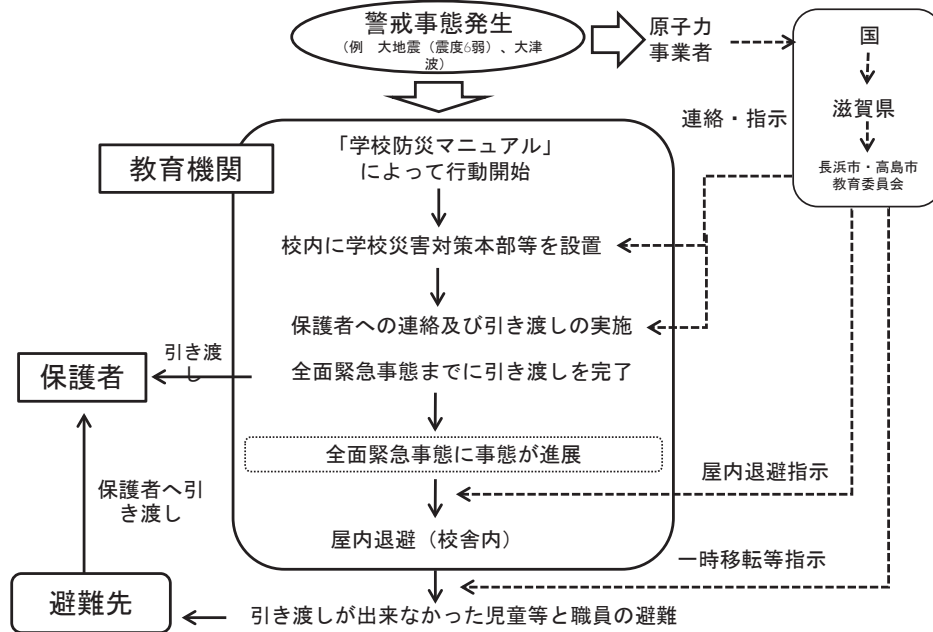 警戒事態発生
（例　大地震（震度6弱）、大津
波）
原子力
事業者
国
滋賀県
長浜市・高島市
教育委員会
連絡・指示
教育機関
「学校防災マニュアル」
によって行動開始
校内に学校災害対策本部等を設置
保護者への連絡及び引き渡しの実施
引き渡
し
保護者
全面緊急事態までに引き渡しを完了
全面緊急事態に事態が進展
屋内退避指示
保護者へ引
き渡し
屋内退避（校舎内）
一時移転等指示
避難先
引き渡しが出来なかった児童等と職員の避難